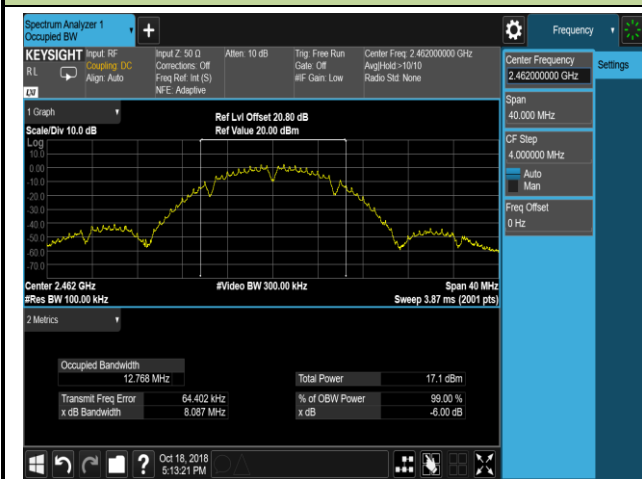 Spectrum Analyzer 1
Occupied BW
+
Frequency
KEYSIGHT
R L
LXI
Input: RF
Coupling: DC
Align: Auto
Input Z: 50 Ω
Corrections: Off
Freq Ref: Int (S)
NFE: Adaptive
Atten: 10 dB
Trig: Free Run
Gate: Off
#IF Gain: Low
Center Freq: 2.462000000 GHz
Avg|Hold:>10/10
Radio Std: None
Center Frequency
2.462000000 GHz
Settings
Span
40.000 MHz
CF Step
4.000000 MHz
Auto
Man
Freq Offset
0 Hz
1 Graph
Scale/Div 10.0 dB
Ref Lvl Offset 20.80 dB
Ref Value 20.00 dBm
Log
10.0
0.00
-10.0
-20.0
-30.0
-40.0
-50.0
-60.0
-70.0
Center 2.462 GHz
#Res BW 100.00 kHz
#Video BW 300.00 kHz
Span 40 MHz
Sweep 3.87 ms (2001 pts)
2 Metrics
Occupied Bandwidth
12.768 MHz
Total Power 17.1 dBm
Transmit Freq Error 64.402 kHz
% of OBW Power 99.00 %
x dB Bandwidth 8.087 MHz
x dB -6.00 dB
?
Oct 18, 2018
5:13:21 PM